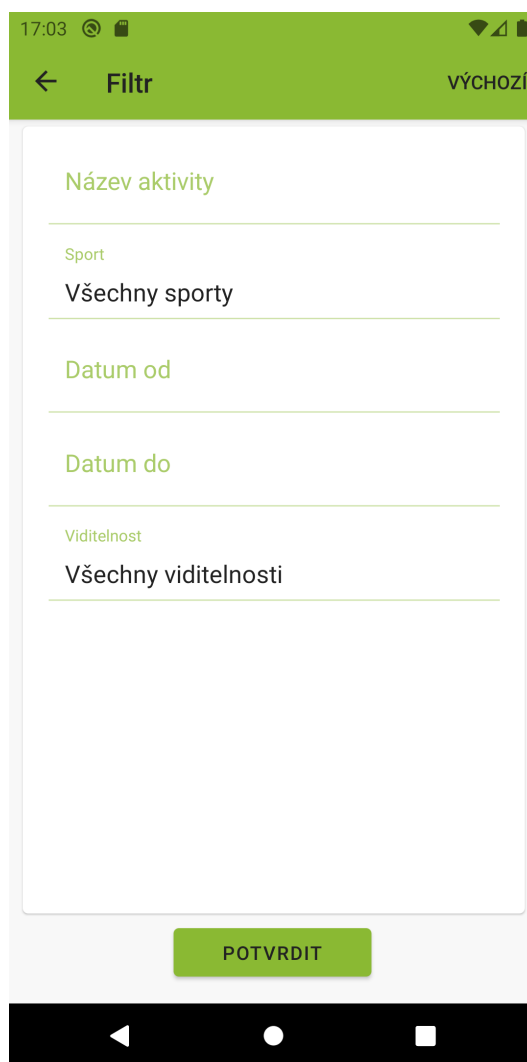 17:03
Filtr
VÝCHOZÍ
Název aktivity
Sport
Všechny sporty
Datum od
Datum do
Viditelnost
Všechny viditelnosti
POTVRDIT